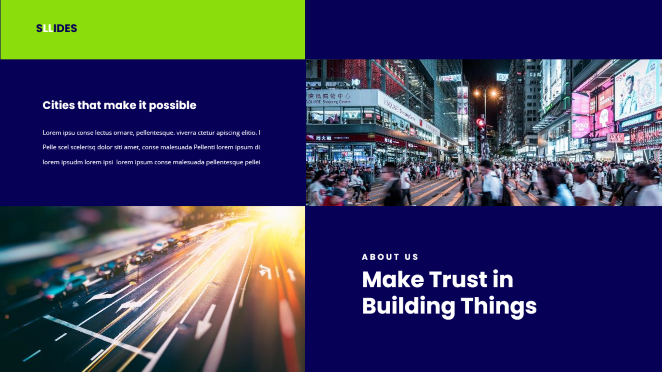 SLLIDES
Cities that make it possible
Lorem ipsu conse lectus ornare, pellentesque. viverra ctetur apiscing elitio. I
Pelle scel scelerisq dolor siti amet, conse malesuada Pellenti lorem ipsum di
lorem ipsudm lorem ipsi lorem ipsum conse malesuada pellentesque pellei
ABOUT US
Make Trust in
Building Things